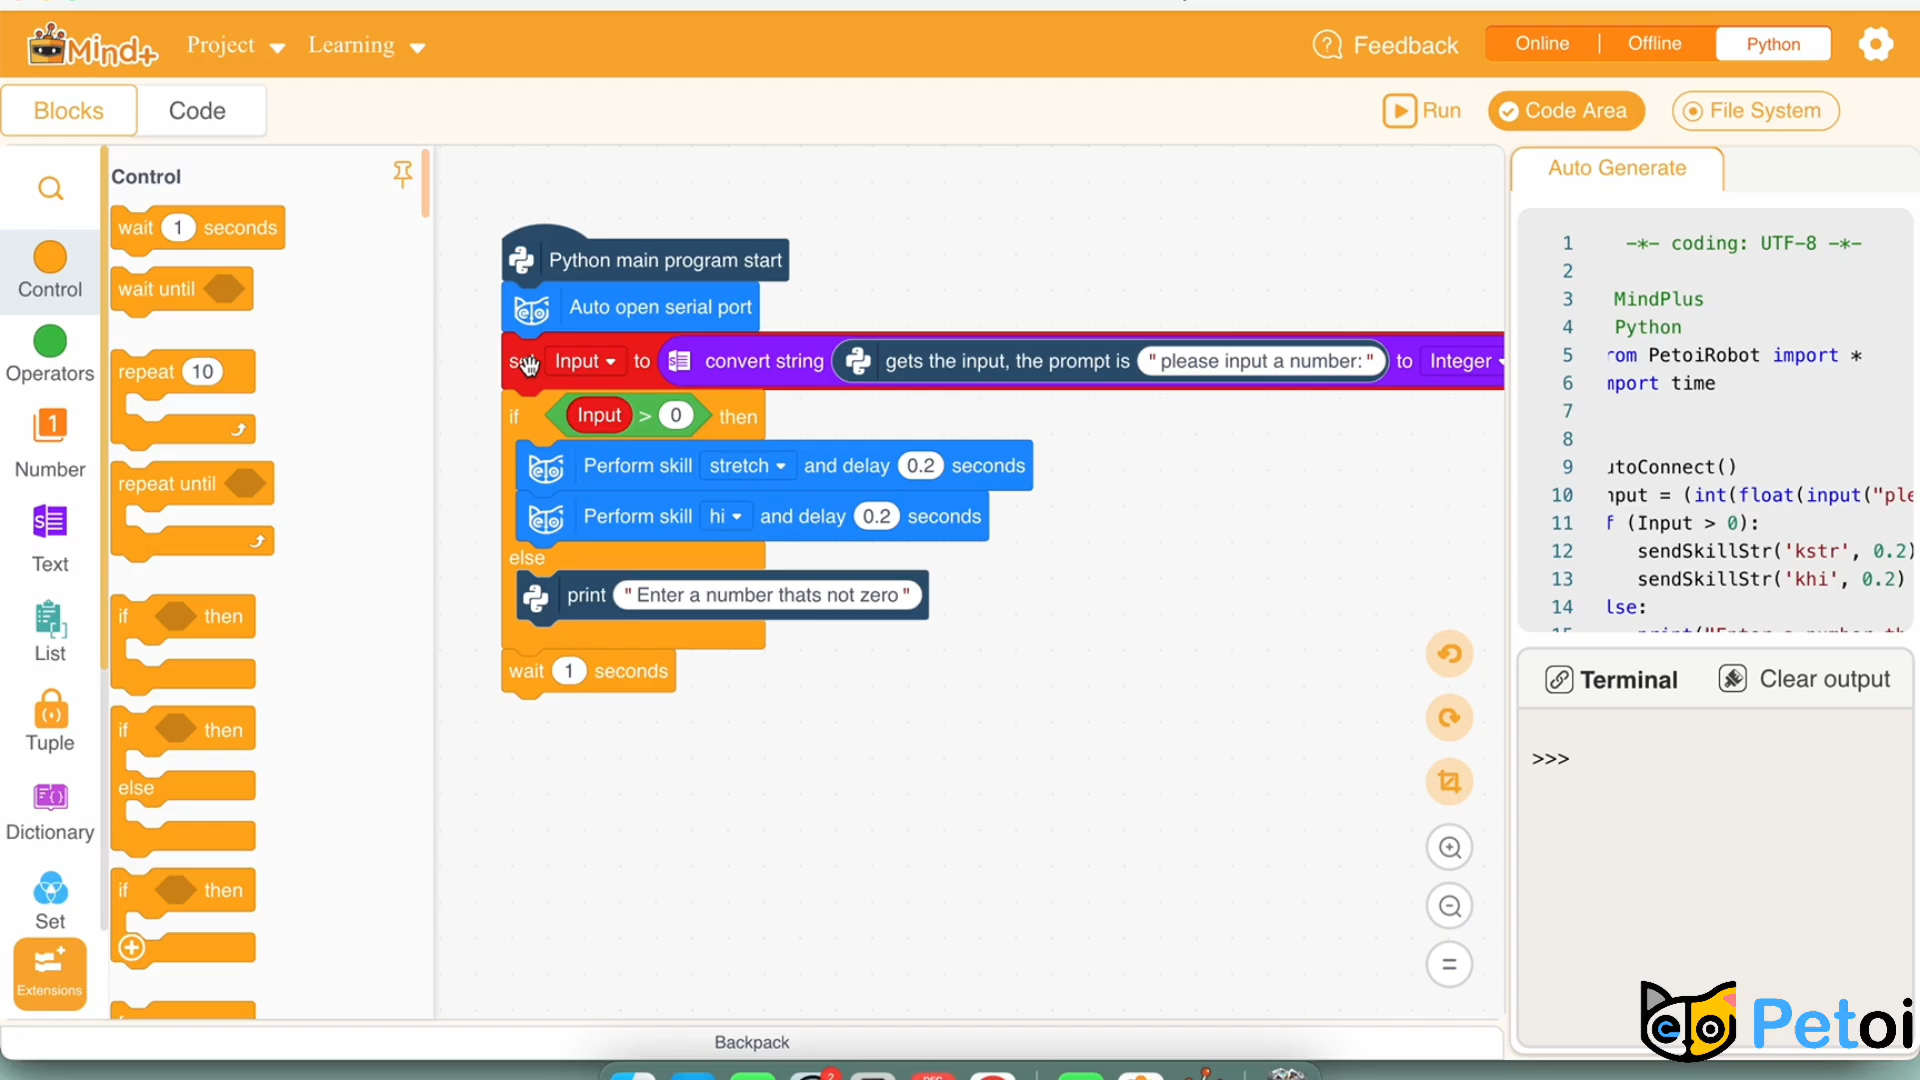 Mind+ Project Learning Feedback Online Offline Python
Blocks Code Run Code Area File System
Control
Operators
Number
Text
List
Tuple
Dictionary
Set
Extensions
Control
wait 1 seconds
wait until
repeat 10
repeat until
if then
if then
else
if then
Python main program start
Auto open serial port
Input to convert string gets the input, the prompt is "please input a number:" to Integer
if Input > 0 then
Perform skill stretch and delay 0.2 seconds
Perform skill hi and delay 0.2 seconds
else
print "Enter a number thats not zero"
wait 1 seconds
Auto Generate
1 -*- coding: UTF-8 -*-
2
3 MindPlus
4 Python
5 rom PetoiRobot import *
6 mport time
7
8
9 utoConnect()
10 nput = (int(float(input("ple
11 f (Input > 0):
12 sendSkillStr('kstr', 0.2)
13 sendSkillStr('khi', 0.2)
14 lse:
Terminal Clear output
>>>
Backpack
Petoi